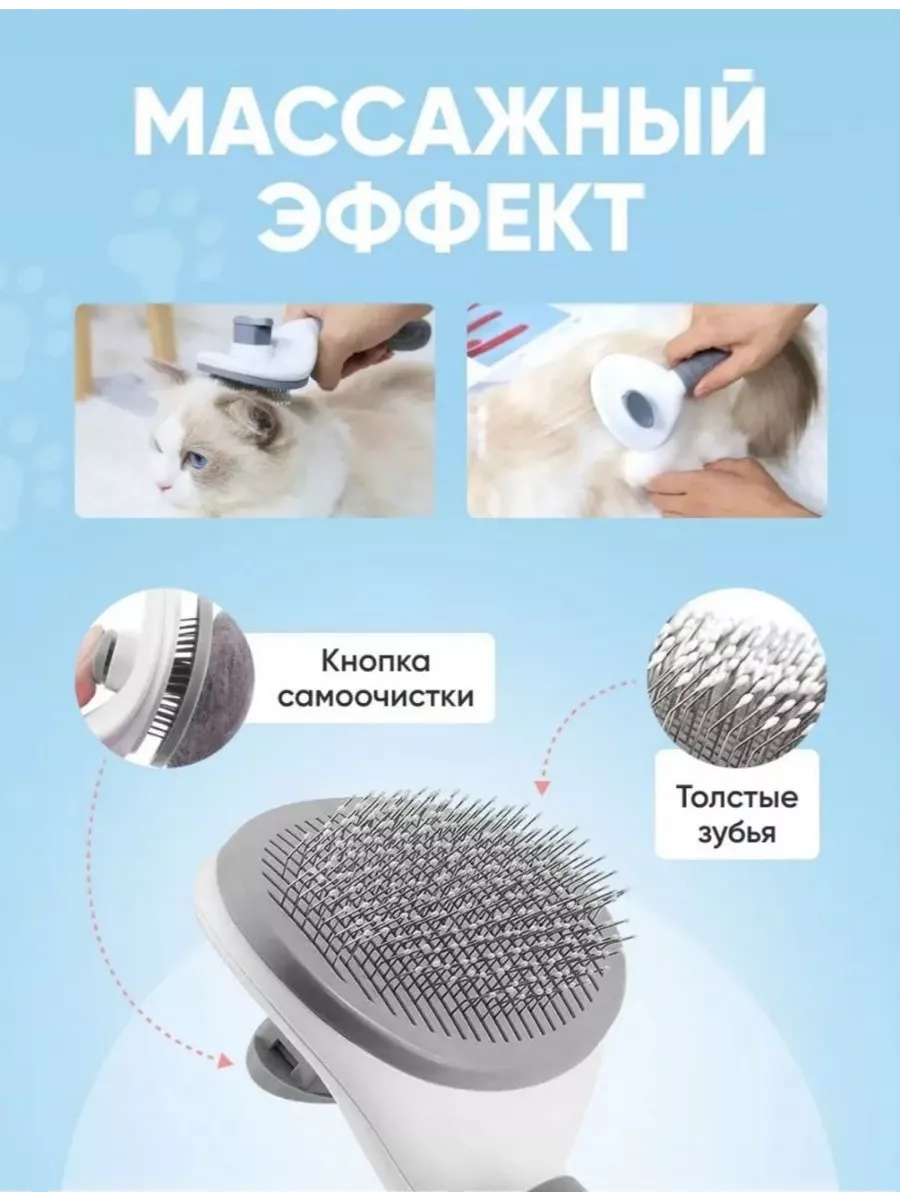 МАССАЖНЫЙ
ЭФФЕКТ
Кнопка
самоочистки
Толстые
зубья